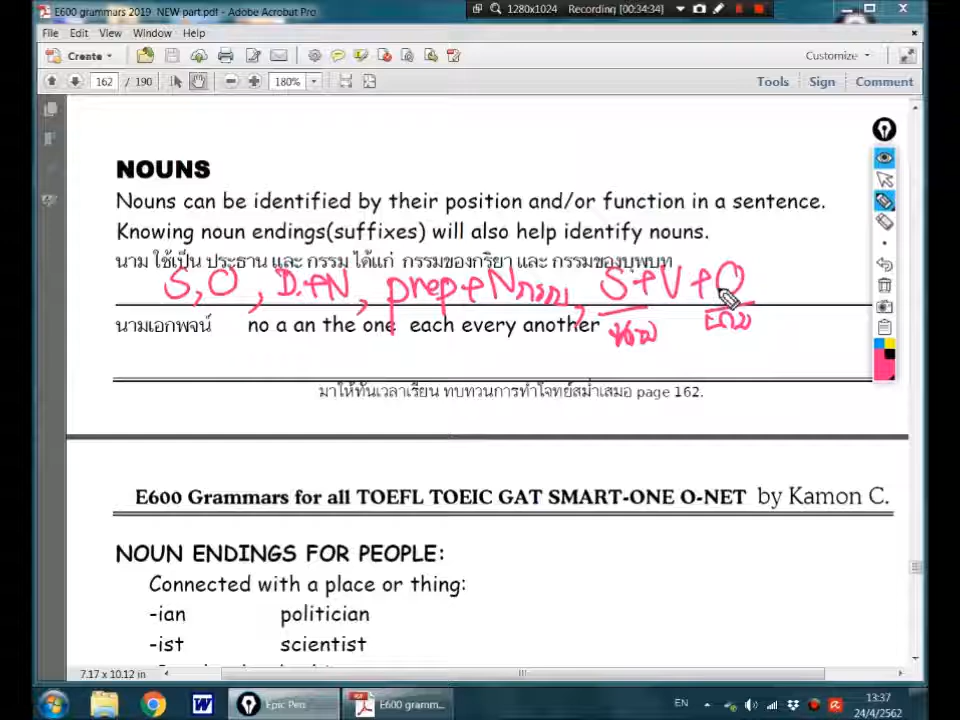 E600 grammars 2019 NEW part.pdf - Adobe Acrobat Pro
1280x1024 Recording [00:34:34]
File Edit View Window Help
Create
Customize
162 / 190 180%
Tools Sign Comment
NOUNS
Nouns can be identified by their position and/or function in a sentence.
Knowing noun endings(suffixes) will also help identify nouns.
นาม ใช้เป็น ประธาน และ กรรม ได้แก่ กรรมของกริยา และ กรรมของบุพบท
S, O, D.+N, prep+N กรรม, S+V+O
นามเอกพจน์ no a an the one each every another
มาให้ทันเวลาเรียน ทบทวนการทำโจทย์สม่ำเสมอ page 162.
E600 Grammars for all TOEFL TOEIC GAT SMART-ONE O-NET by Kamon C.
NOUN ENDINGS FOR PEOPLE:
Connected with a place or thing:
-ian politician
-ist scientist
7.17 x 10.12 in
Epic Pen
E600 gramm...
EN
13:37
24/4/2562